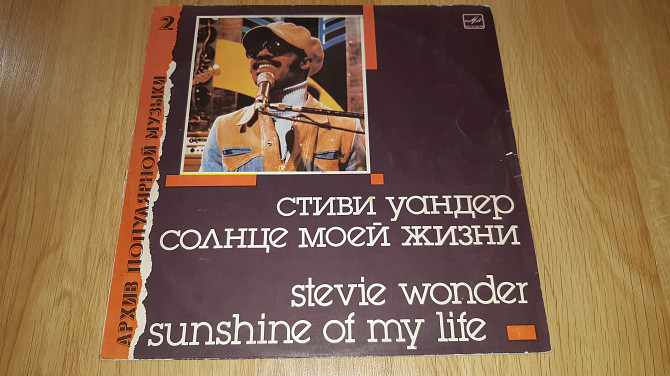 2
АРХИВ ПОПУЛЯРНОЙ МУЗЫКИ
стиви уандер
солнце моей жизни
stevie wonder
sunshine of my life